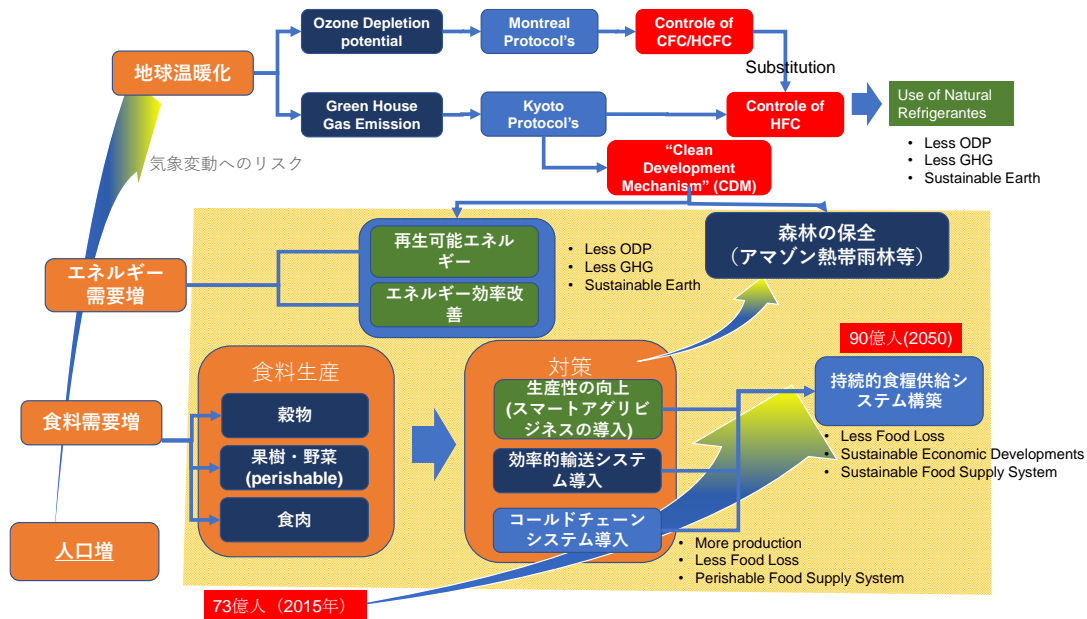 Ozone Depletion
potential
Montreal
Protocol's
Controle of
CFC/HCFC
地球温暖化
Substitution
Green House
Gas Emission
Kyoto
Protocol's
Controle of
HFC
Use of Natural
Refrigerantes
• Less ODP
• Less GHG
• Sustainable Earth
“Clean
Development
Mechanism” (CDM)
気象変動へのリスク
再生可能エネル
ギー
エネルギー効率改
善
• Less ODP
• Less GHG
• Sustainable Earth
森林の保全
（アマゾン熱帯雨林等）
エネルギー
需要増
90億人(2050)
食料生産
穀物
果樹・野菜
(perishable)
食肉
対策
生産性の向上
(スマートアグリビ
ジネスの導入)
効率的輸送システ
ム導入
コールドチェーン
システム導入
持続的食糧供給シ
ステム構築
• Less Food Loss
• Sustainable Economic Developments
• Sustainable Food Supply System
食料需要増
• More production
• Less Food Loss
• Perishable Food Supply System
人口増
73億人（2015年）